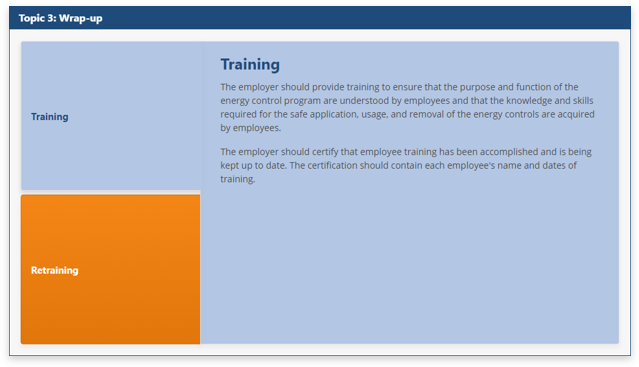 Topic 3: Wrap-up
Training
Training
The employer should provide training to ensure that the purpose and function of the
energy control program are understood by employees and that the knowledge and skills
required for the safe application, usage, and removal of the energy controls are acquired
by employees.
The employer should certify that employee training has been accomplished and is being
kept up to date. The certification should contain each employee's name and dates of
training.
Retraining